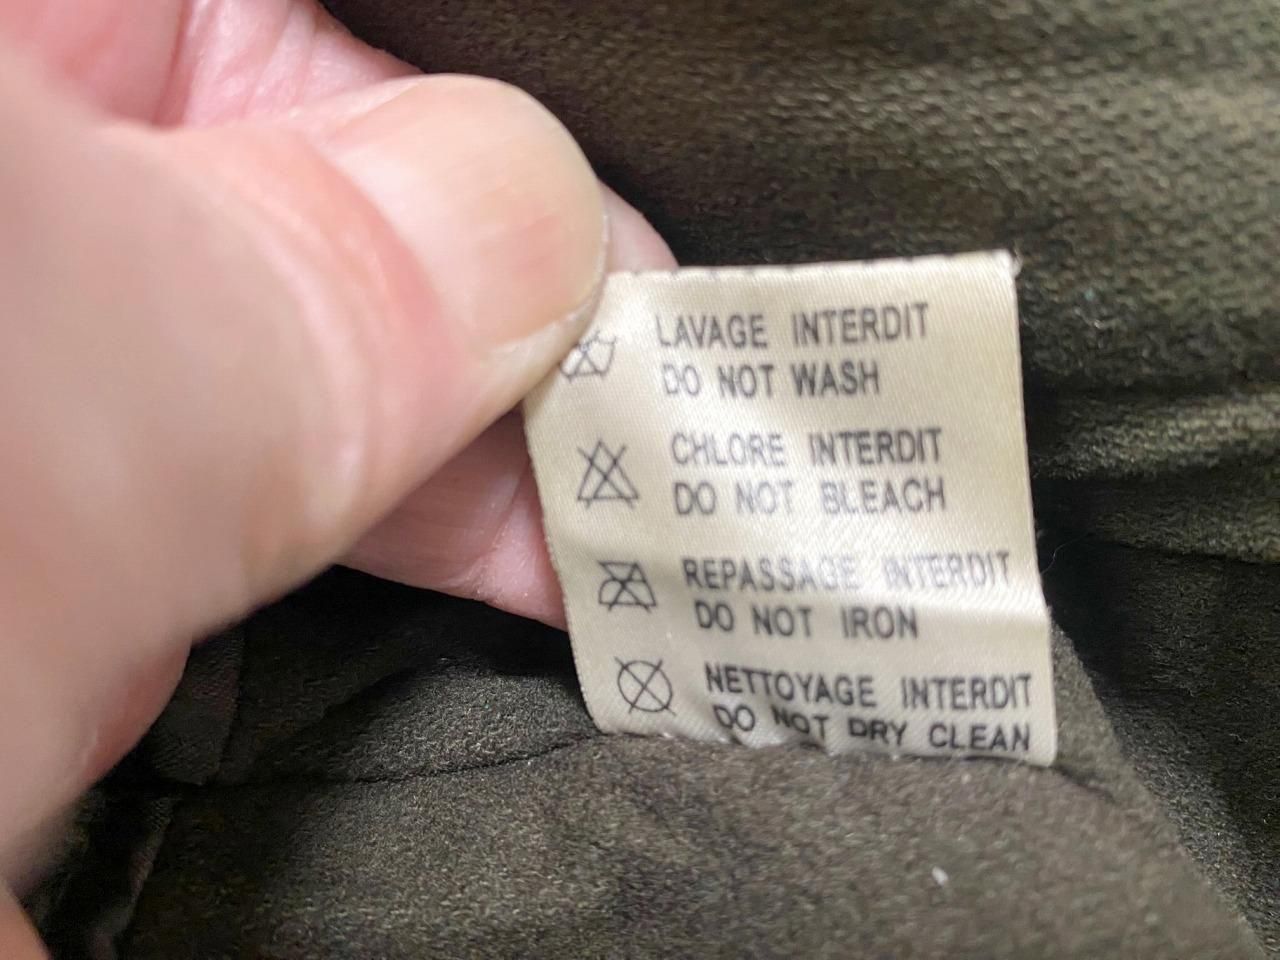 LAVAGE INTERDIT
DO NOT WASH
CHLORE INTERDIT
DO NOT BLEACH
REPASSAGE INTERDIT
DO NOT IRON
NETTOYAGE INTERDIT
DO NOT DRY CLEAN